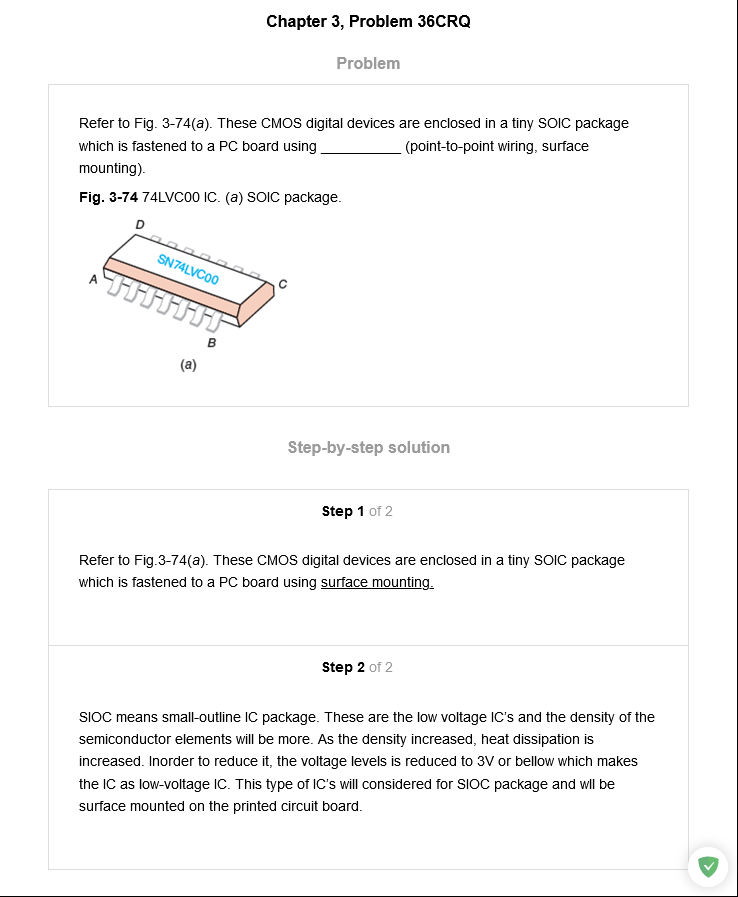 Chapter 3, Problem 36CRQ
Problem
Refer to Fig. 3-74(a). These CMOS digital devices are enclosed in a tiny SOIC package
which is fastened to a PC board using __________ (point-to-point wiring, surface
mounting).
Fig. 3-74 74LVC00 IC. (a) SOIC package.
D
SN74LVC00
A
C
B
(a)
Step-by-step solution
Step 1 of 2
Refer to Fig.3-74(a). These CMOS digital devices are enclosed in a tiny SOIC package
which is fastened to a PC board using surface mounting.
Step 2 of 2
SIOC means small-outline IC package. These are the low voltage IC's and the density of the
semiconductor elements will be more. As the density increased, heat dissipation is
increased. Inorder to reduce it, the voltage levels is reduced to 3V or bellow which makes
the IC as low-voltage IC. This type of IC's will considered for SIOC package and wll be
surface mounted on the printed circuit board.